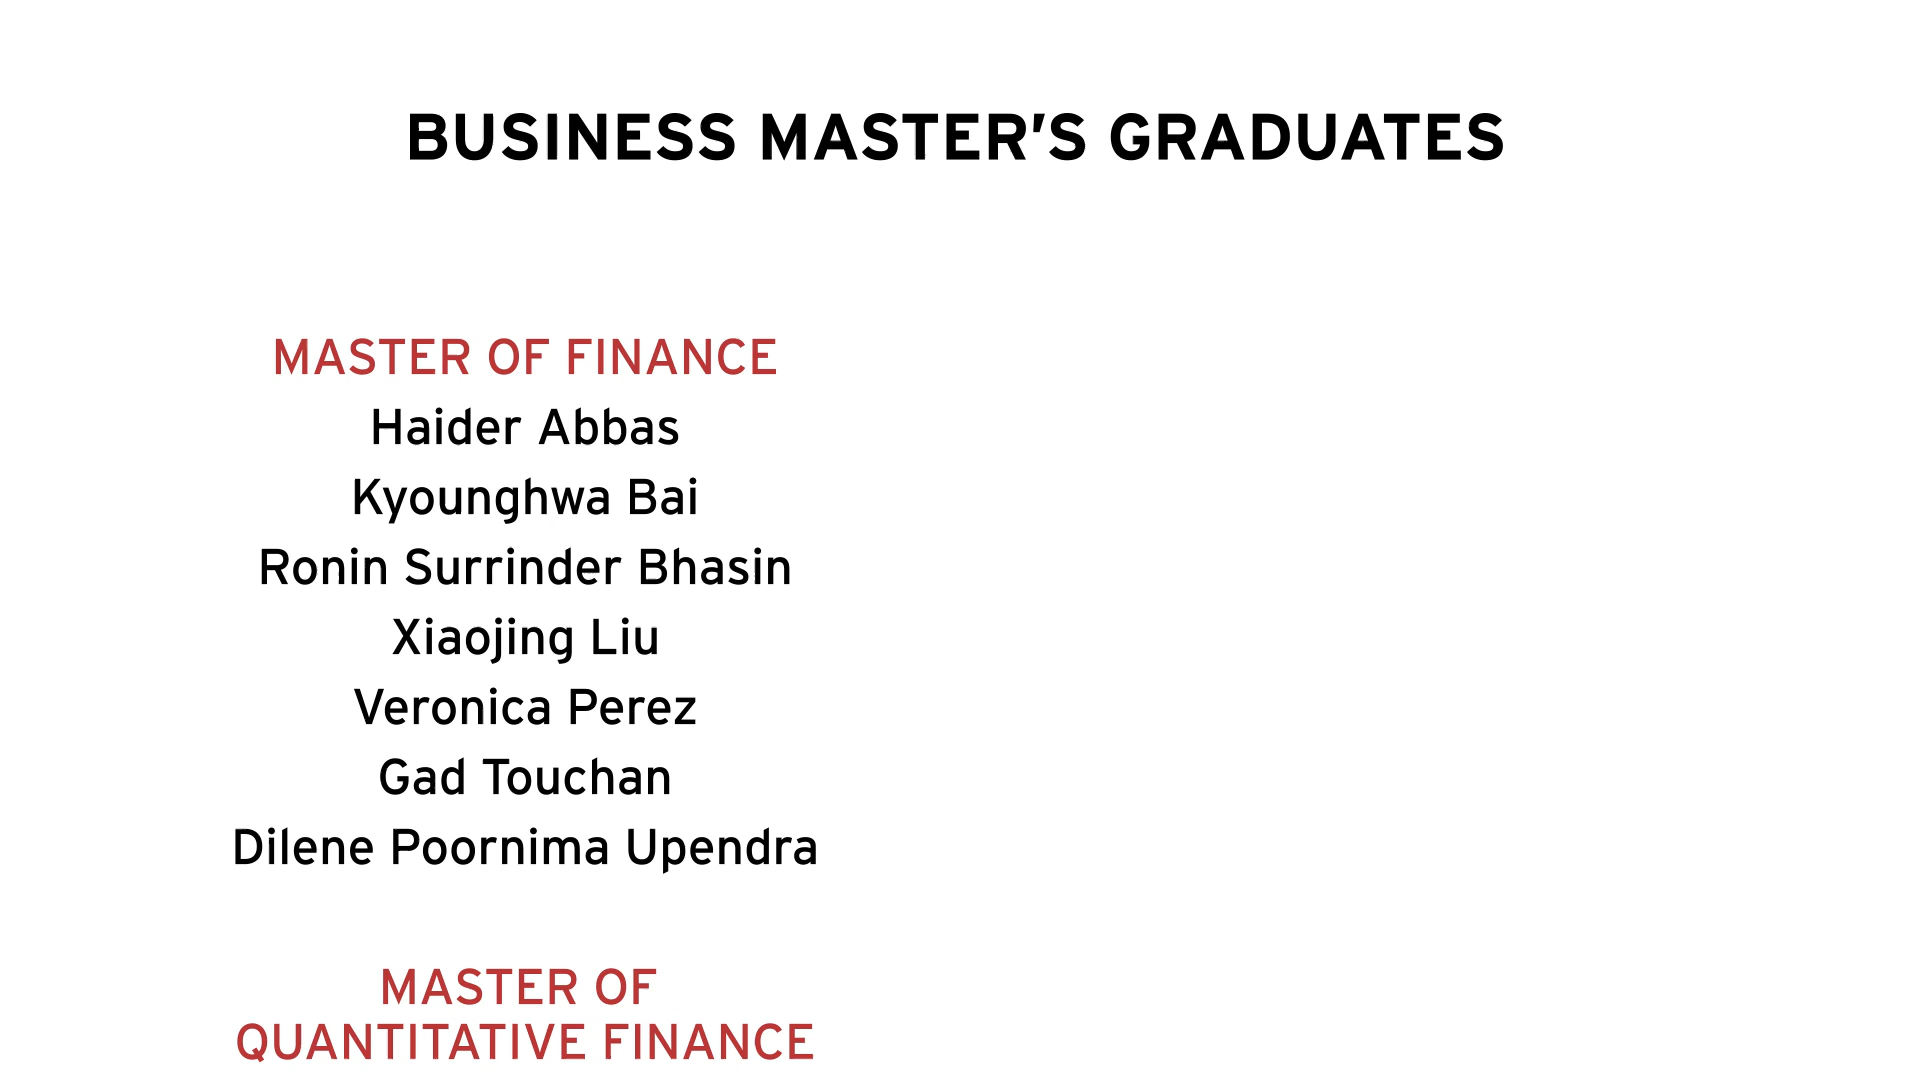 BUSINESS MASTER'S GRADUATES
MASTER OF FINANCE
Haider Abbas
Kyounghwa Bai
Ronin Surrinder Bhasin
Xiaojing Liu
Veronica Perez
Gad Touchan
Dilene Poornima Upendra
MASTER OF
QUANTITATIVE FINANCE